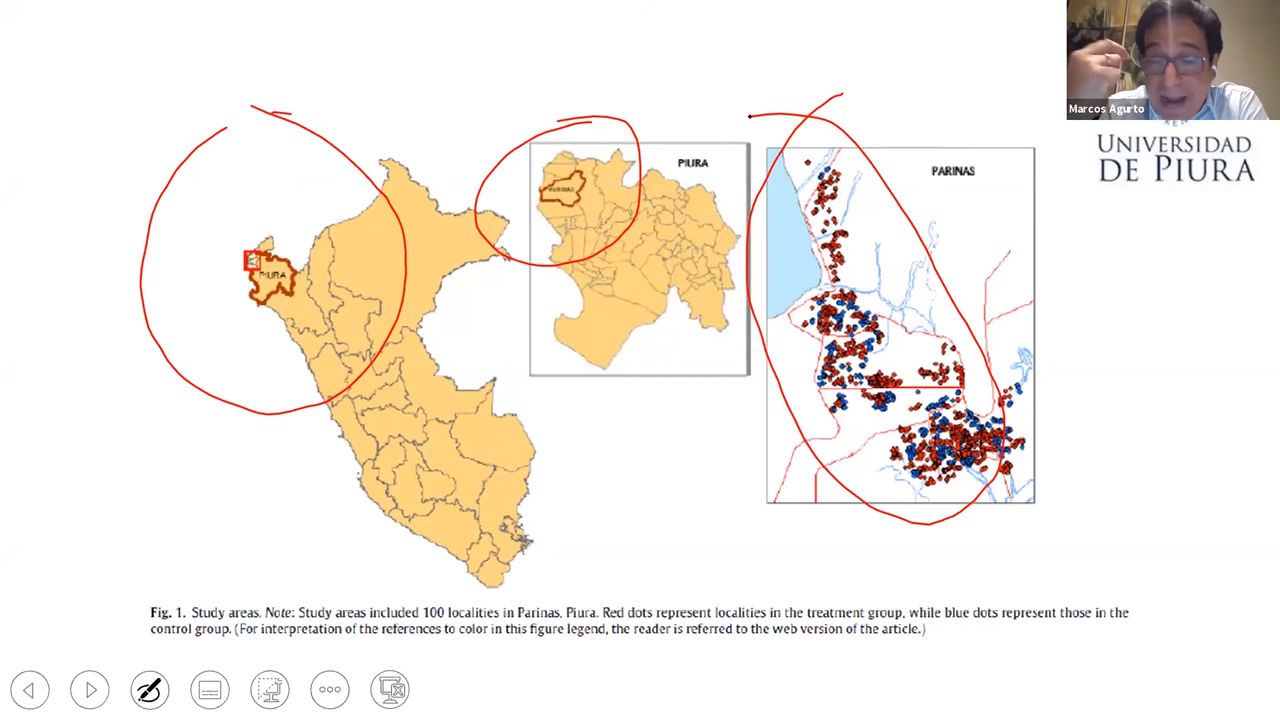 Marcos Agurto
UNIVERSIDAD
DE PIURA
PIURA
PIURA
PARINAS
PARINAS
Fig. 1. Study areas. Note: Study areas included 100 localities in Parinas, Piura. Red dots represent localities in the treatment group, while blue dots represent those in the
control group. (For interpretation of the references to color in this figure legend, the reader is referred to the web version of the article.)